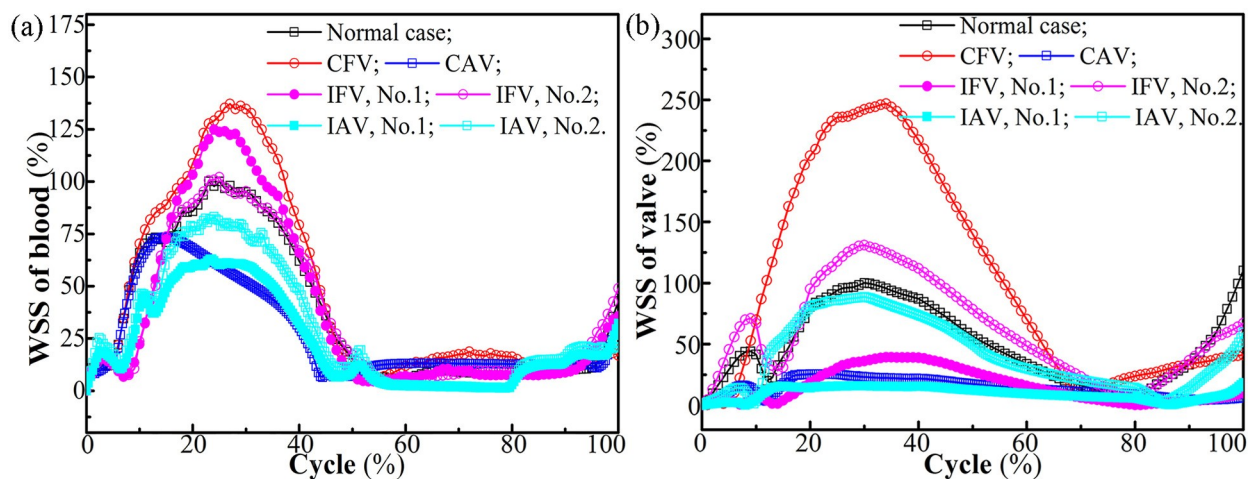 (a)
WSS of blood (%)
175
150
125
100
75
50
25
0
Normal case;
CFV; CAV;
IFV, No.1; IFV, No.2;
IAV, No.1; IAV, No.2.
0 20 40 60 80 100
Cycle (%)
(b)
WSS of valve (%)
300
250
200
150
100
50
0
Normal case;
CFV; CAV;
IFV, No.1; IFV, No.2;
IAV, No.1; IAV, No.2.
0 20 40 60 80 100
Cycle (%)